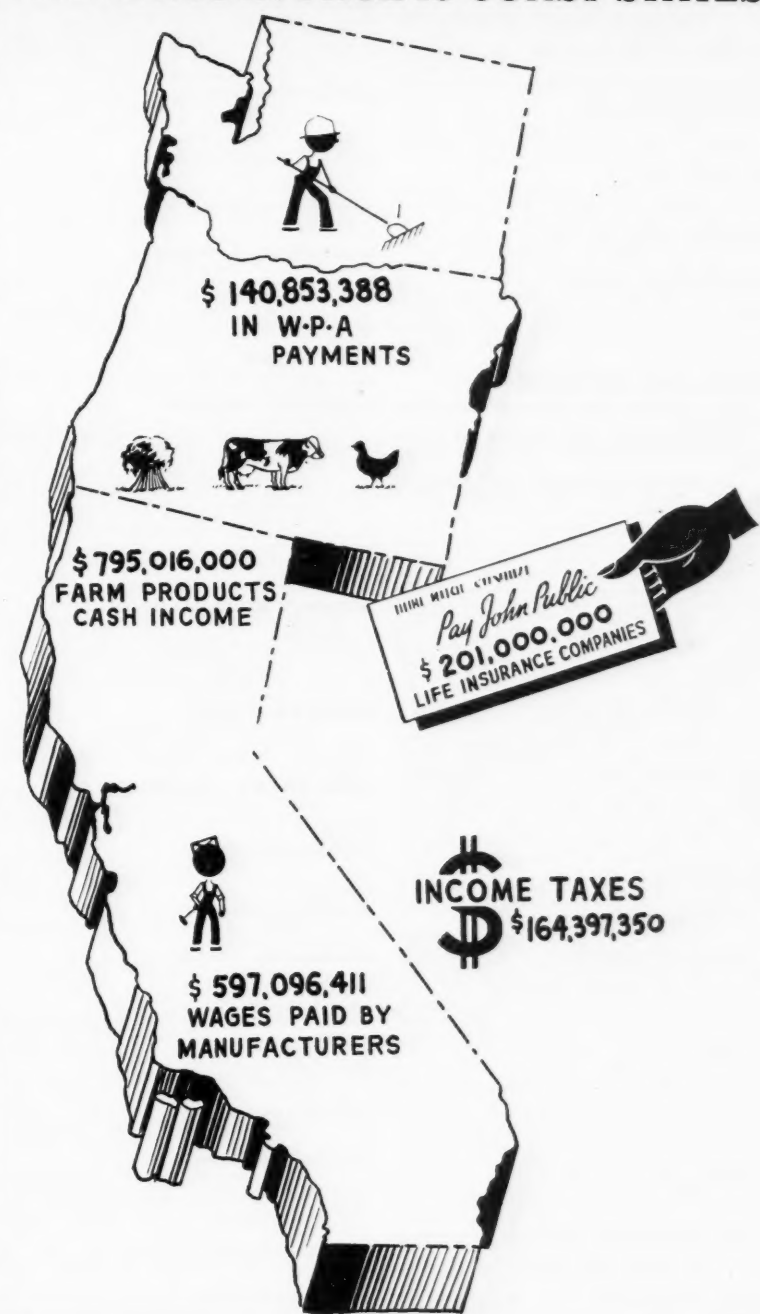 $ 140,853,388
IN W·P·A
PAYMENTS
$ 795,016,000
FARM PRODUCTS
CASH INCOME
Pay John Public
$ 201,000,000
LIFE INSURANCE COMPANIES
INCOME TAXES
$164,397,350
$ 597,096,411
WAGES PAID BY
MANUFACTURERS